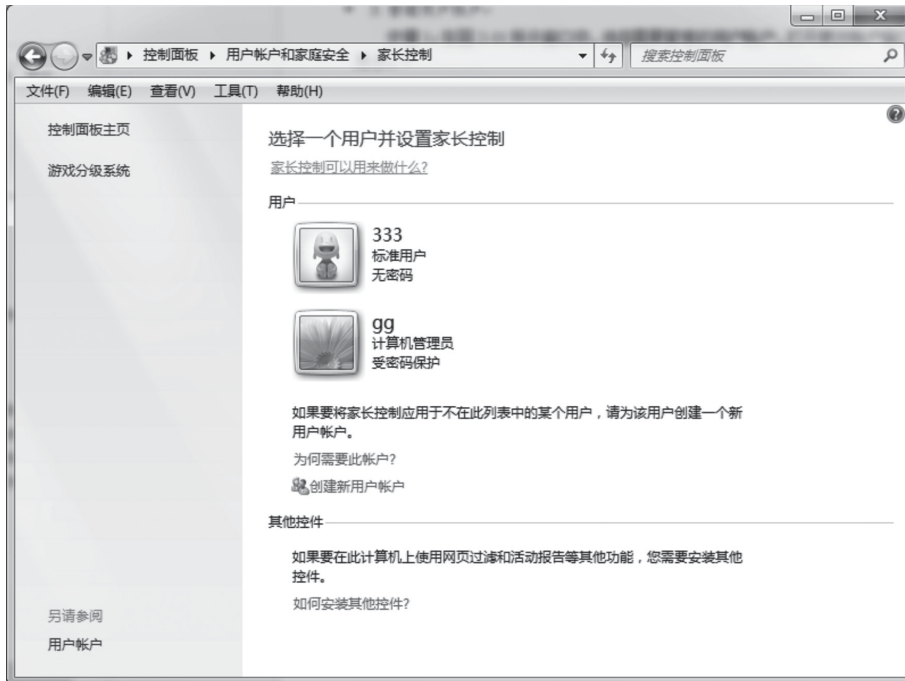 控制面板 ▸ 用户帐户和家庭安全 ▸ 家长控制
搜索控制面板
文件(F) 编辑(E) 查看(V) 工具(T) 帮助(H)
控制面板主页
游戏分级系统
选择一个用户并设置家长控制
家长控制可以用来做什么?
用户
333
标准用户
无密码
gg
计算机管理员
受密码保护
如果要将家长控制应用于不在此列表中的某个用户，请为该用户创建一个新
用户帐户。
为何需要此帐户?
创建新用户帐户
其他控件
如果要在此计算机上使用网页过滤和活动报告等其他功能，您需要安装其他
控件。
如何安装其他控件?
另请参阅
用户帐户